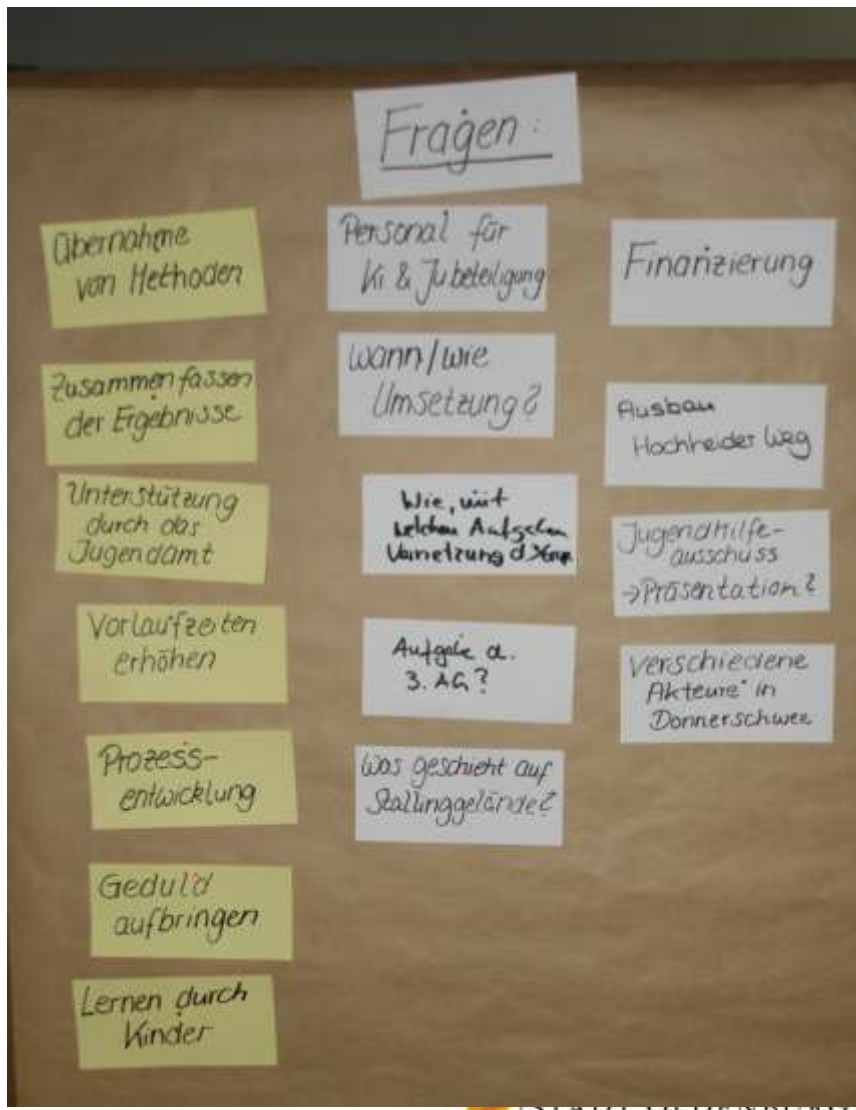 Fragen:
Übernahme
von Methoden
Zusammenfassen
der Ergebnisse
Unterstützung
durch das
Jugendamt
Vorlaufzeiten
erhöhen
Prozess-
entwicklung
Geduld
aufbringen
Lernen durch
Kinder
Personal für
Ki & Jubeteiligung
Wann/wie
Umsetzung?
Wie, mit
welchen Aufgaben
Vernetzung d.
Aufgabe d.
3. AG?
Was geschieht auf
Stallinggelände?
Finanzierung
Ausbau
Hochheider Weg
Jugendhilfe-
ausschuss
→Präsentation?
Verschiedene
Akteure in
Donnerschwee